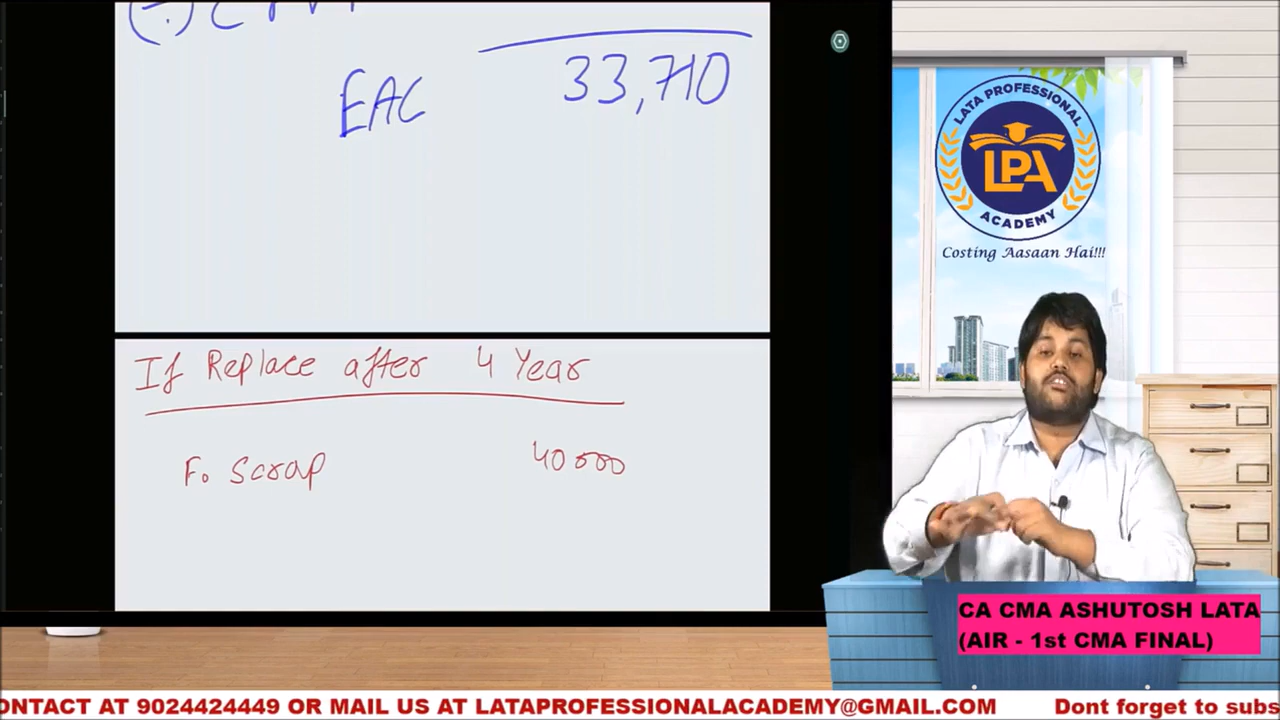 EAC 33,710
LATA PROFESSIONAL
LPA
ACADEMY
Costing Aasaan Hai!!!
If Replace after 4 Year
F. Scrap 40000
CA CMA ASHUTOSH LATA
(AIR - 1st CMA FINAL)
ONTACT AT 9024424449 OR MAIL US AT LATAPROFESSIONALACADEMY@GMAIL.COM Dont forget to subs